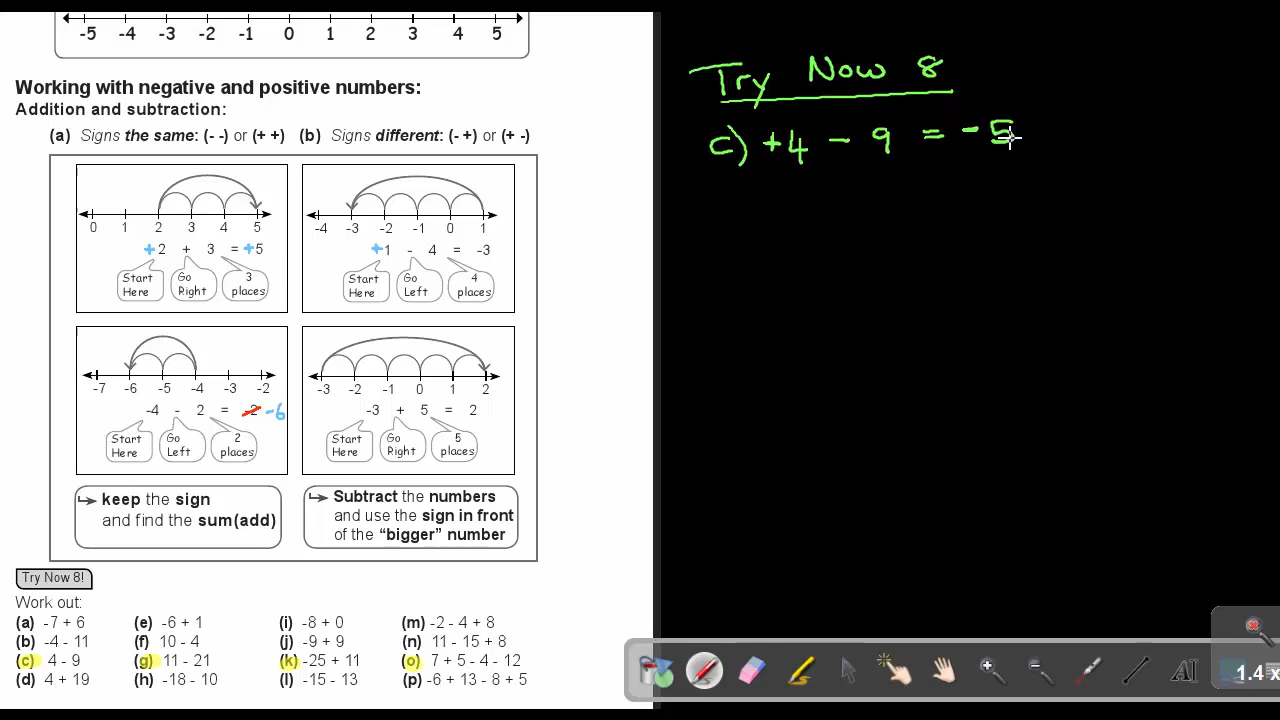 -5 -4 -3 -2 -1 0 1 2 3 4 5
Working with negative and positive numbers:
Addition and subtraction:
(a) Signs the same: (- -) or (+ +) (b) Signs different: (- +) or (+ -)
0 1 2 3 4 5
+2 + 3 = +5
Start Here
Go Right
3 places
-4 -3 -2 -1 0 1
+1 - 4 = -3
Start Here
Go Left
4 places
-7 -6 -5 -4 -3 -2
-4 - 2 = -2 -6
Start Here
Go Left
2 places
-3 -2 -1 0 1 2
-3 + 5 = 2
Start Here
Go Right
5 places
keep the sign
and find the sum(add)
Subtract the numbers
and use the sign in front
of the “bigger” number
Try Now 8!
Work out:
(a) -7 + 6 (e) -6 + 1 (i) -8 + 0 (m) -2 - 4 + 8
(b) -4 - 11 (f) 10 - 4 (j) -9 + 9 (n) 11 - 15 + 8
(c) 4 - 9 (g) 11 - 21 (k) -25 + 11 (o) 7 + 5 - 4 - 12
(d) 4 + 19 (h) -18 - 10 (l) -15 - 13 (p) -6 + 13 - 8 + 5
Try Now 8
c) +4 - 9 = -5
AI
1.4 x